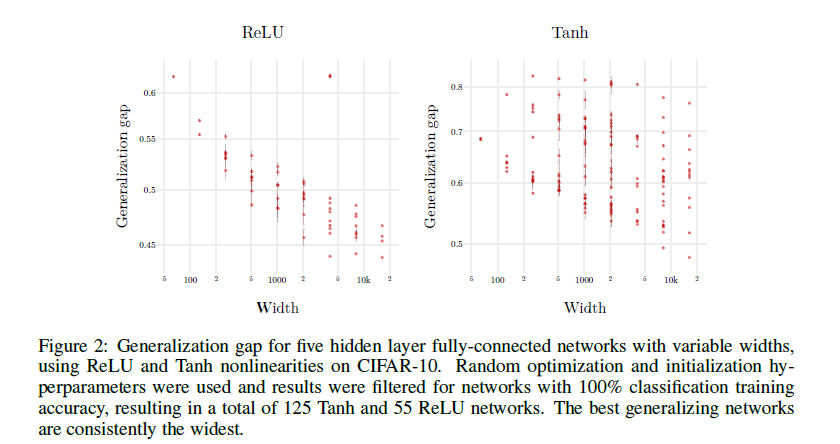 ReLU
Tanh
Generalization gap
0.6
0.55
0.5
0.45
5 100 2 5 1000 2 5 10k 2
Width
Generalization gap
0.8
0.7
0.6
0.5
5 100 2 5 1000 2 5 10k 2
Width
Figure 2: Generalization gap for five hidden layer fully-connected networks with variable widths,
using ReLU and Tanh nonlinearities on CIFAR-10. Random optimization and initialization hy-
perparameters were used and results were filtered for networks with 100% classification training
accuracy, resulting in a total of 125 Tanh and 55 ReLU networks. The best generalizing networks
are consistently the widest.